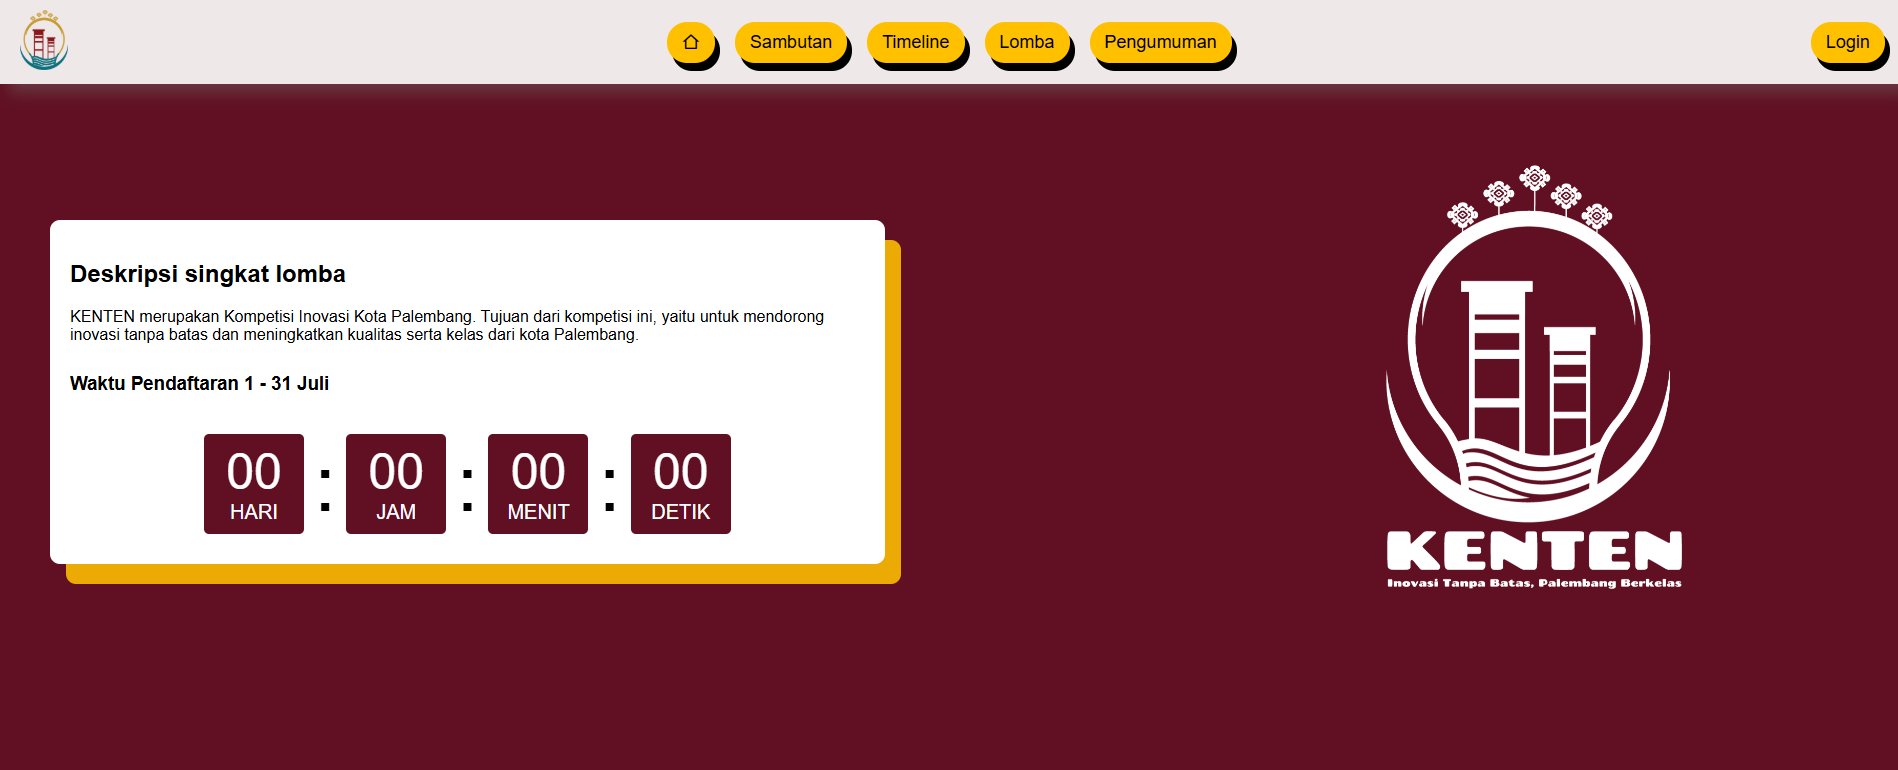 Sambutan Timeline Lomba Pengumuman Login
Deskripsi singkat lomba
KENTEN merupakan Kompetisi Inovasi Kota Palembang. Tujuan dari kompetisi ini, yaitu untuk mendorong
inovasi tanpa batas dan meningkatkan kualitas serta kelas dari kota Palembang.
Waktu Pendaftaran 1 - 31 Juli
00 : 00 : 00 : 00
HARI JAM MENIT DETIK
KENTEN
Inovasi Tanpa Batas, Palembang Berkelas